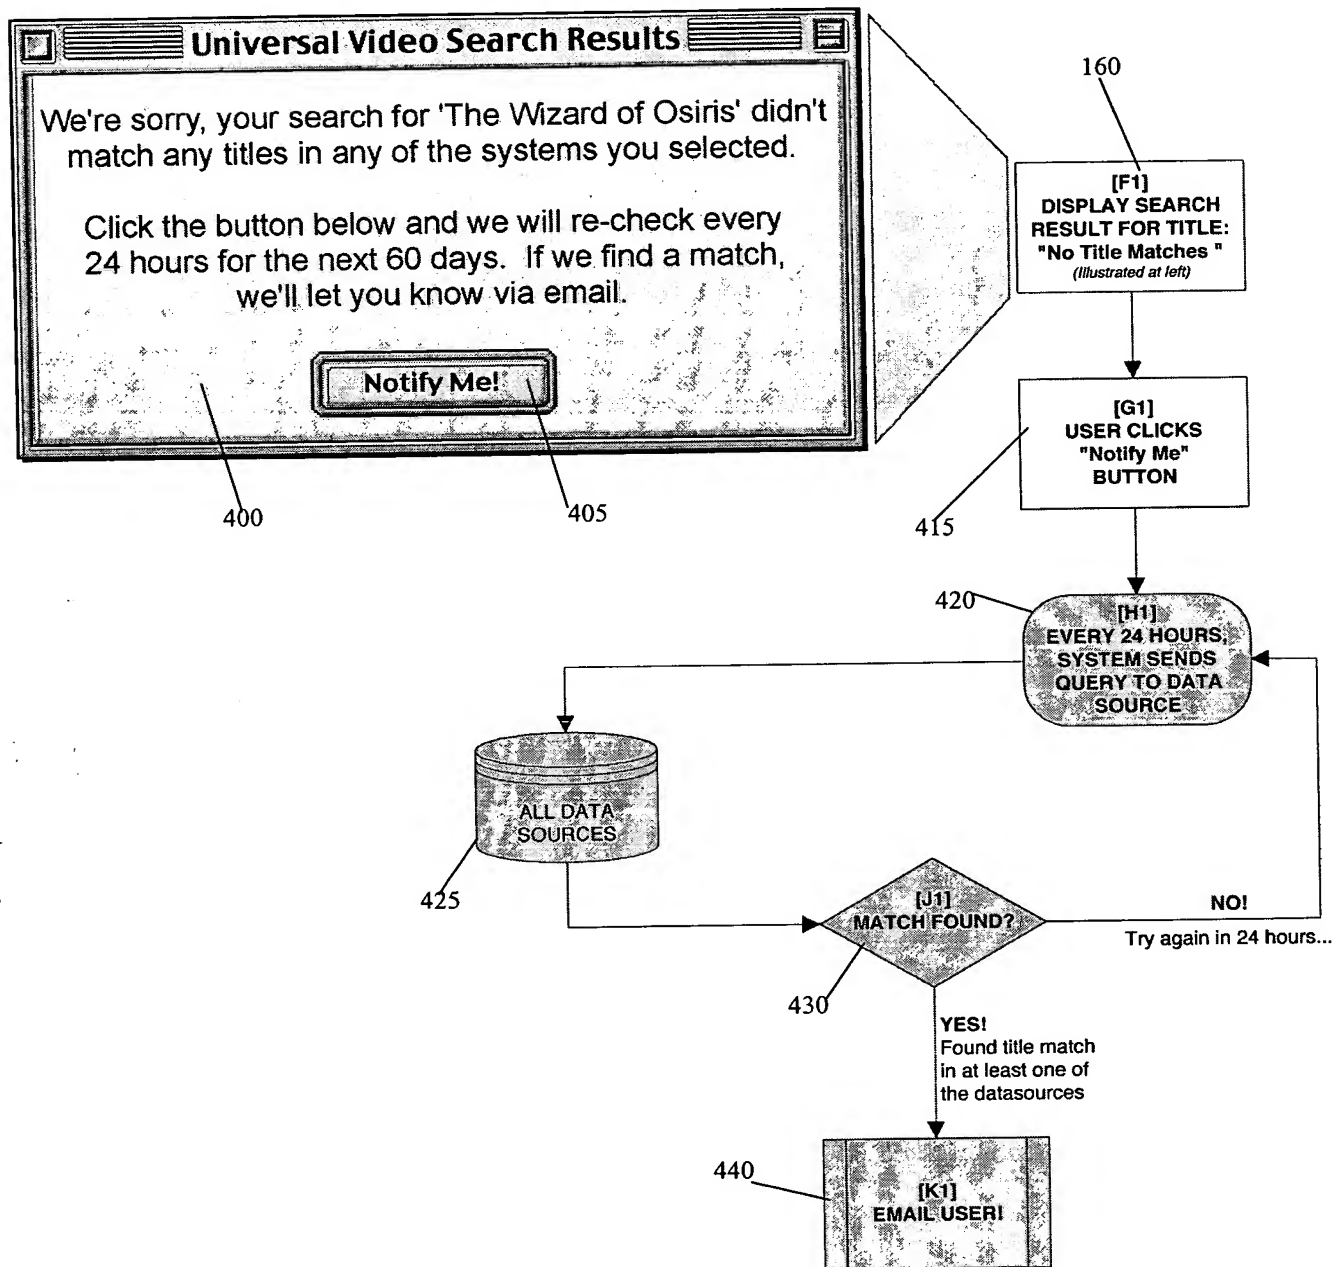 Universal Video Search Results
We're sorry, your search for 'The Wizard of Osiris' didn't
match any titles in any of the systems you selected.
Click the button below and we will re-check every
24 hours for the next 60 days. If we find a match,
we'll let you know via email.
Notify Me!
400
405
160
[F1]
DISPLAY SEARCH
RESULT FOR TITLE:
"No Title Matches "
(Illustrated at left)
[G1]
USER CLICKS
"Notify Me"
BUTTON
415
420
[H1]
EVERY 24 HOURS,
SYSTEM SENDS
QUERY TO DATA
SOURCE
ALL DATA
SOURCES
425
[J1]
MATCH FOUND?
430
NO!
Try again in 24 hours...
YES!
Found title match
in at least one of
the datasources
440
[K1]
EMAIL USER!